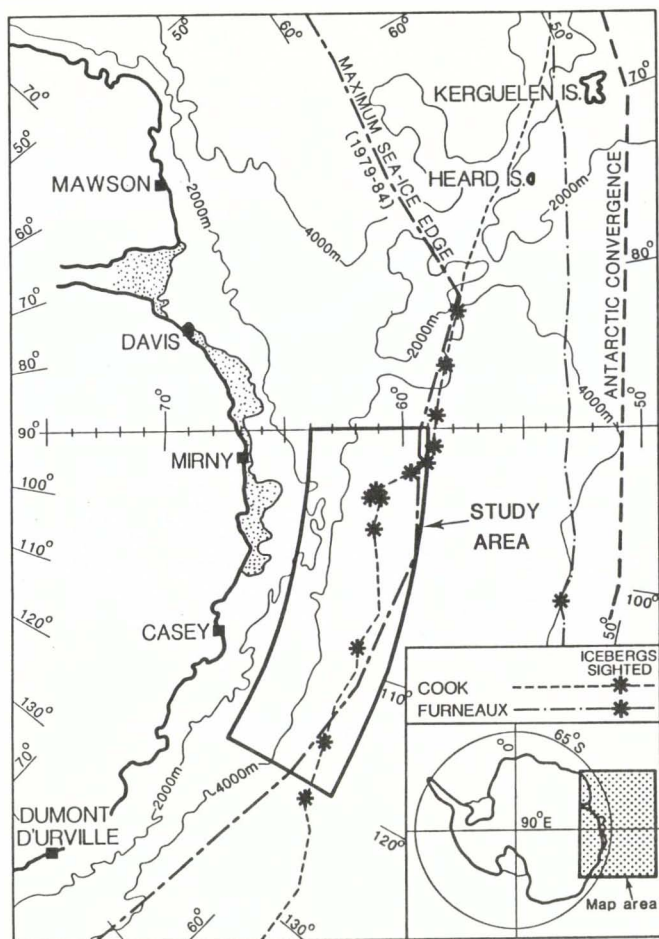 50°
60°
50°
70°
KERGUELEN IS.
70°
MAXIMUM SEA-ICE EDGE
(1979-84)
50°
MAWSON
HEARD IS.
2000m
2000m
4000m
60°
80°
ANTARCTIC CONVERGENCE
70°
DAVIS
2000m
80°
70°
60°
4000m
50°
90°
MIRNY
100°
STUDY
AREA
110°
100°
120°
CASEY
50°
ICEBERGS
SIGHTED
COOK
FURNEAUX
110°
130°
70°
2000m
4000m
0°
65°S
DUMONT
D'URVILLE
90°E
120°
60°
130°
Map area